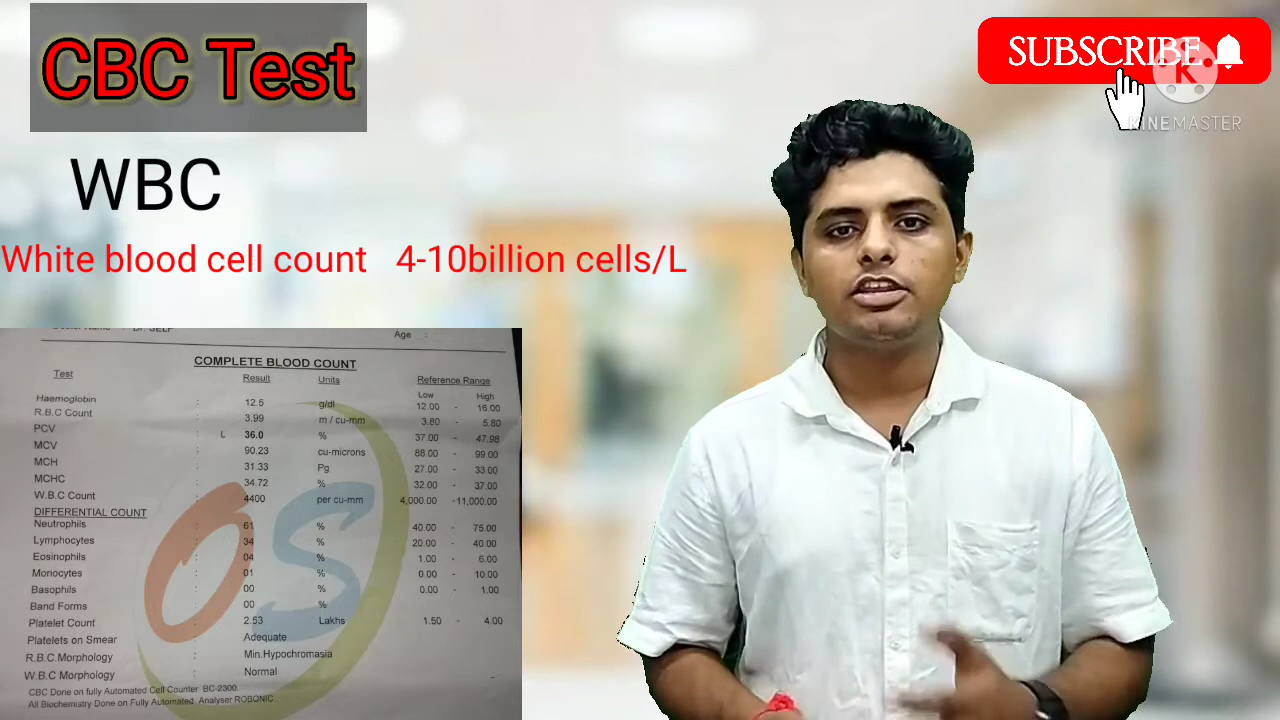 CBC Test
SUBSCRIBE
KINEMASTER
WBC
White blood cell count 4-10billion cells/L
Doctor Name : Dr. SELF
Age :
COMPLETE BLOOD COUNT
Test Result Units Reference Range
Low High
Haemoglobin : 12.5 g/dl 12.00 - 16.00
R.B.C Count : 3.99 m / cu-mm 3.80 - 5.80
PCV : L 36.0 % 37.00 - 47.98
MCV : 90.23 cu-microns 88.00 - 99.00
MCH : 31.33 Pg 27.00 - 33.00
MCHC : 34.72 % 32.00 - 37.00
W.B.C Count : 4400 per cu-mm 4,000.00 -11,000.00
DIFFERENTIAL COUNT
Neutrophils : 61 % 40.00 - 75.00
Lymphocytes : 34 % 20.00 - 40.00
Eosinophils : 04 % 1.00 - 6.00
Monocytes : 01 % 0.00 - 10.00
Basophils : 00 % 0.00 - 1.00
Band Forms 00 %
Platelet Count : 2.53 Lakhs 1.50 - 4.00
Platelets on Smear Adequate
R.B.C.Morphology : Min.Hypochromasia
W.B.C Morphology : Normal
CBC Done on fully Automated Cell Counter BC-2300.
All Biochemistry Done on Fully Automated Analyser ROBONIC.
OS